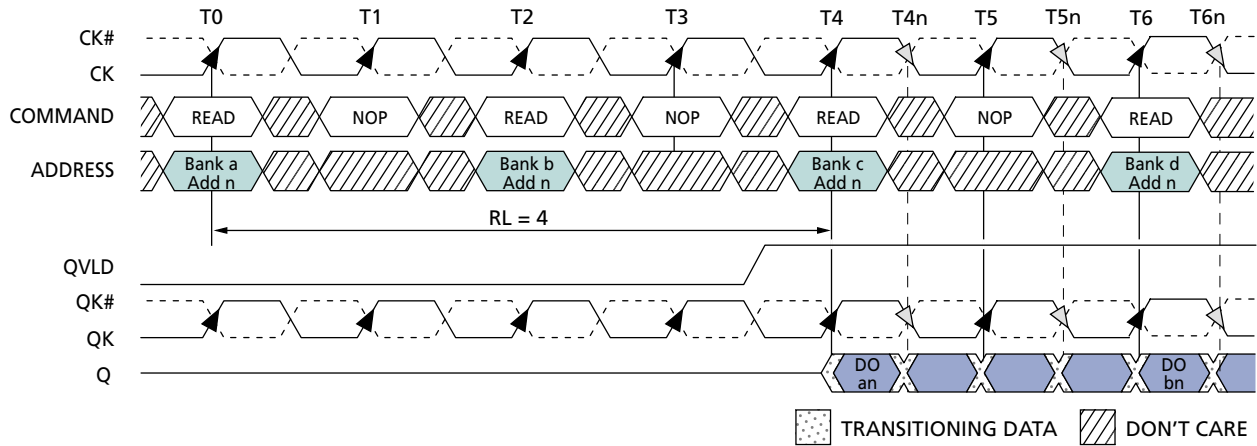 T0 T1 T2 T3 T4 T4n T5 T5n T6 T6n
CK#
CK
COMMAND READ NOP READ NOP READ NOP READ
ADDRESS Bank a Bank b Bank c Bank d
Add n Add n Add n Add n
RL = 4
QVLD
QK#
QK
Q DO DO
an bn
TRANSITIONING DATA DON'T CARE